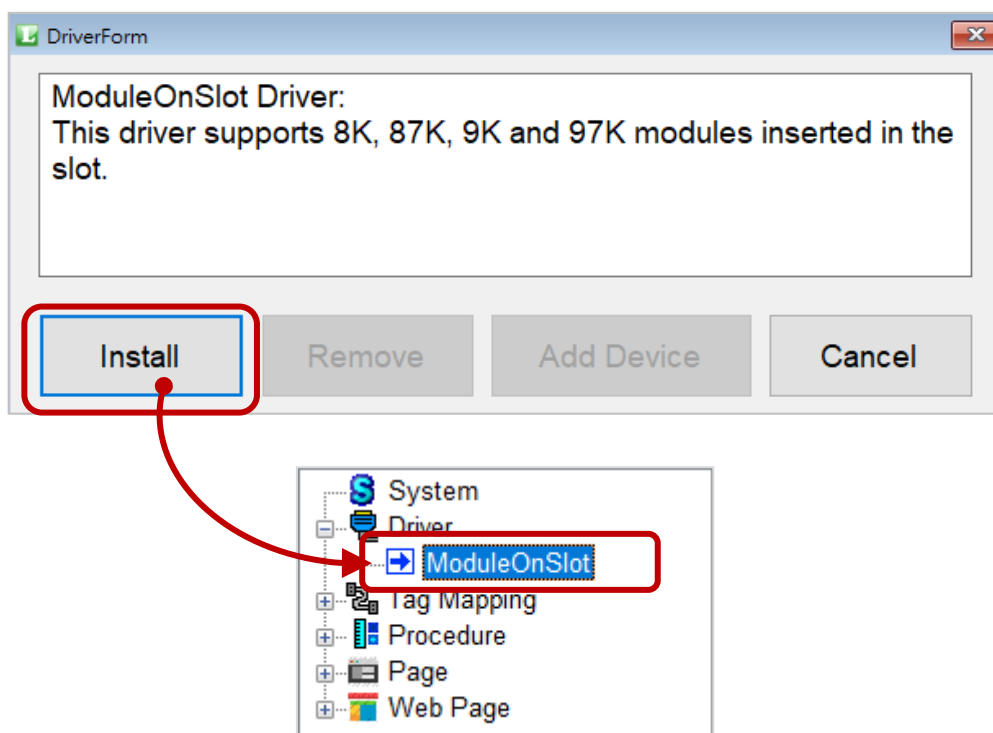 DriverForm
ModuleOnSlot Driver:
This driver supports 8K, 87K, 9K and 97K modules inserted in the
slot.
Install
Remove
Add Device
Cancel
System
Driver
ModuleOnSlot
Tag Mapping
Procedure
Page
Web Page